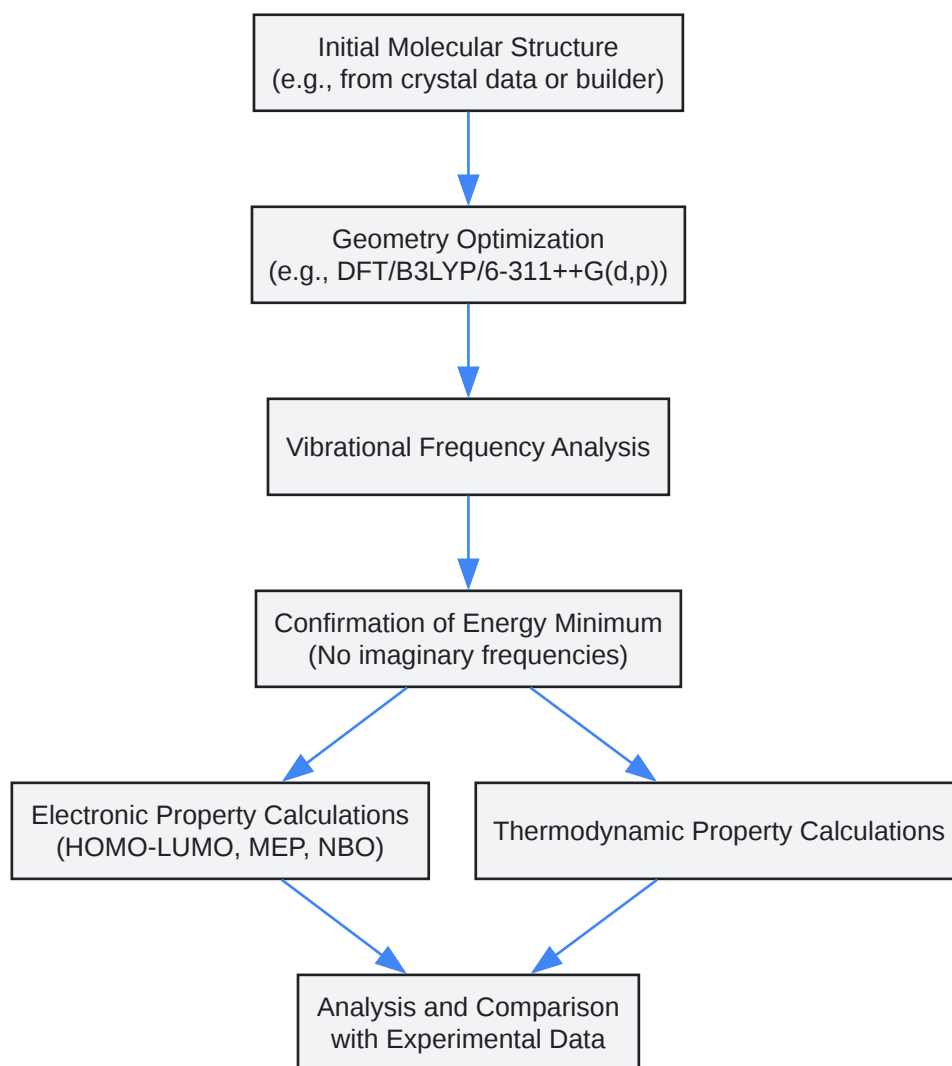 Initial Molecular Structure
(e.g., from crystal data or builder)
Geometry Optimization
(e.g., DFT/B3LYP/6-311++G(d,p))
Vibrational Frequency Analysis
Confirmation of Energy Minimum
(No imaginary frequencies)
Electronic Property Calculations
(HOMO-LUMO, MEP, NBO)
Thermodynamic Property Calculations
Analysis and Comparison
with Experimental Data